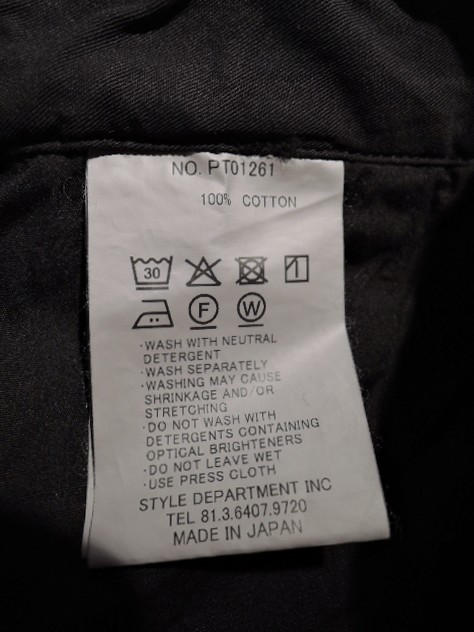 NO. PT01261
100% COTTON
30
F W
·WASH WITH NEUTRAL
DETERGENT
·WASH SEPARATELY
·WASHING MAY CAUSE
SHRINKAGE AND/OR
STRETCHING
·DO NOT WASH WITH
DETERGENTS CONTAINING
OPTICAL BRIGHTENERS
·DO NOT LEAVE WET
·USE PRESS CLOTH
STYLE DEPARTMENT INC
TEL 81.3.6407.9720
MADE IN JAPAN